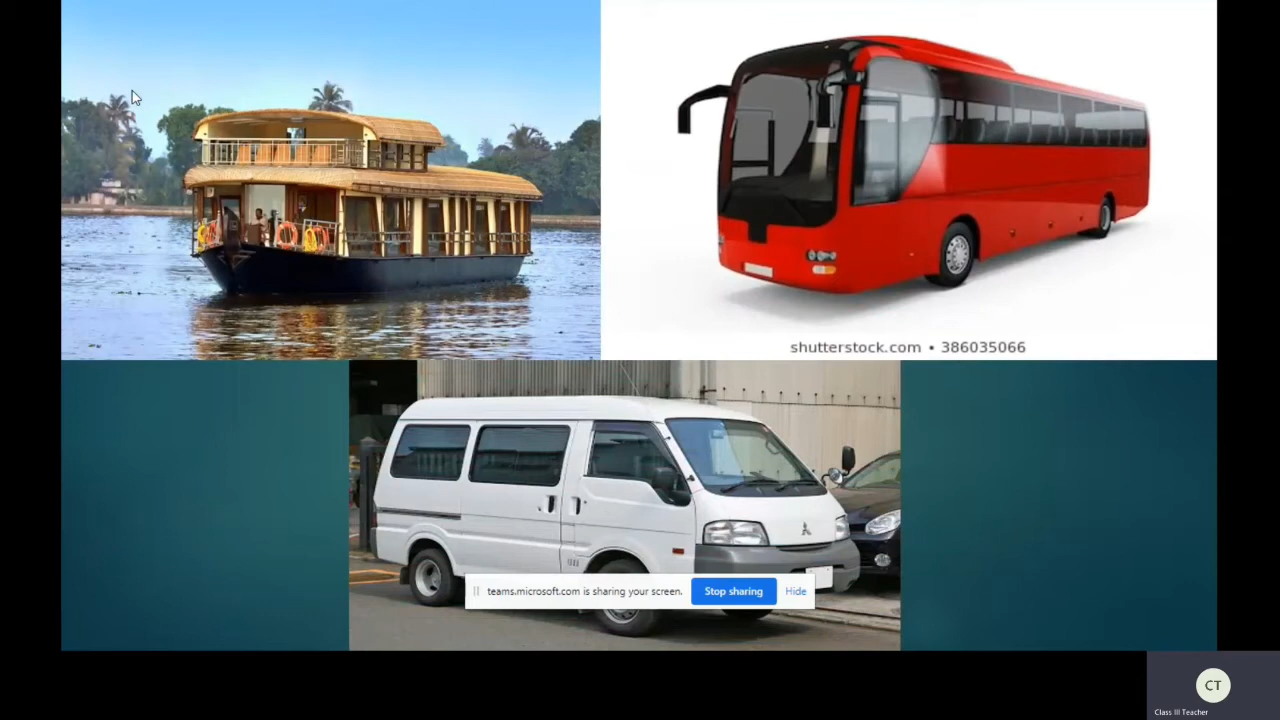 shutterstock.com • 386035066
teams.microsoft.com is sharing your screen. Stop sharing Hide
CT
Class III Teacher